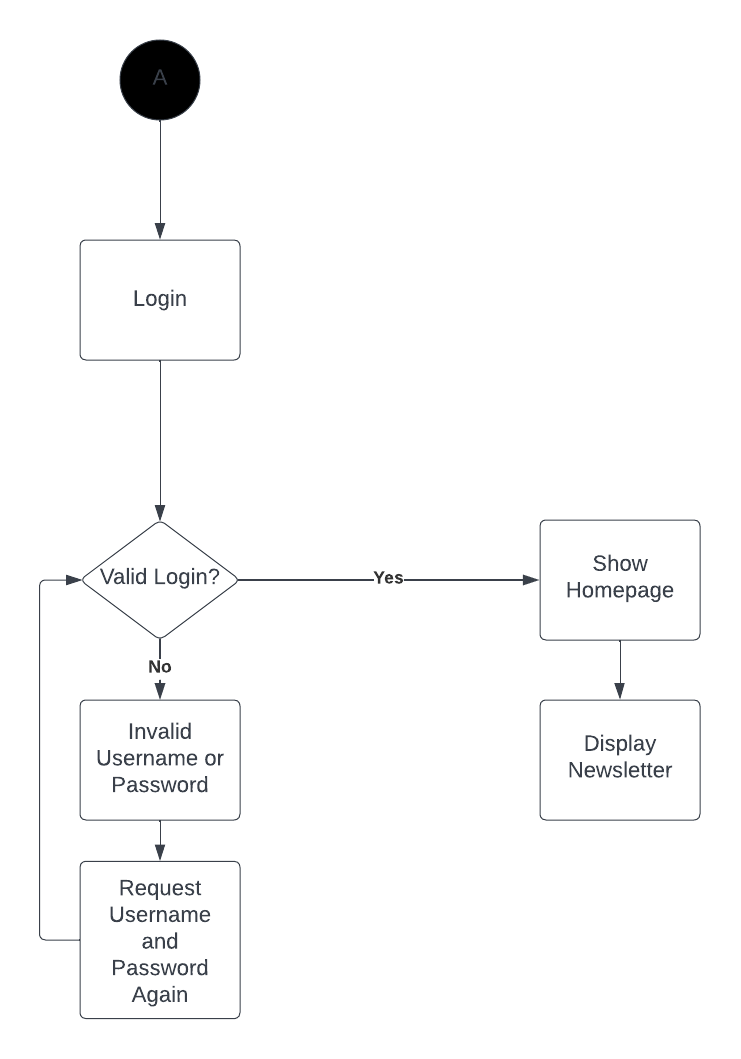 A
Login
Valid Login?
Yes
Show
Homepage
No
Invalid
Username or
Password
Display
Newsletter
Request
Username
and
Password
Again